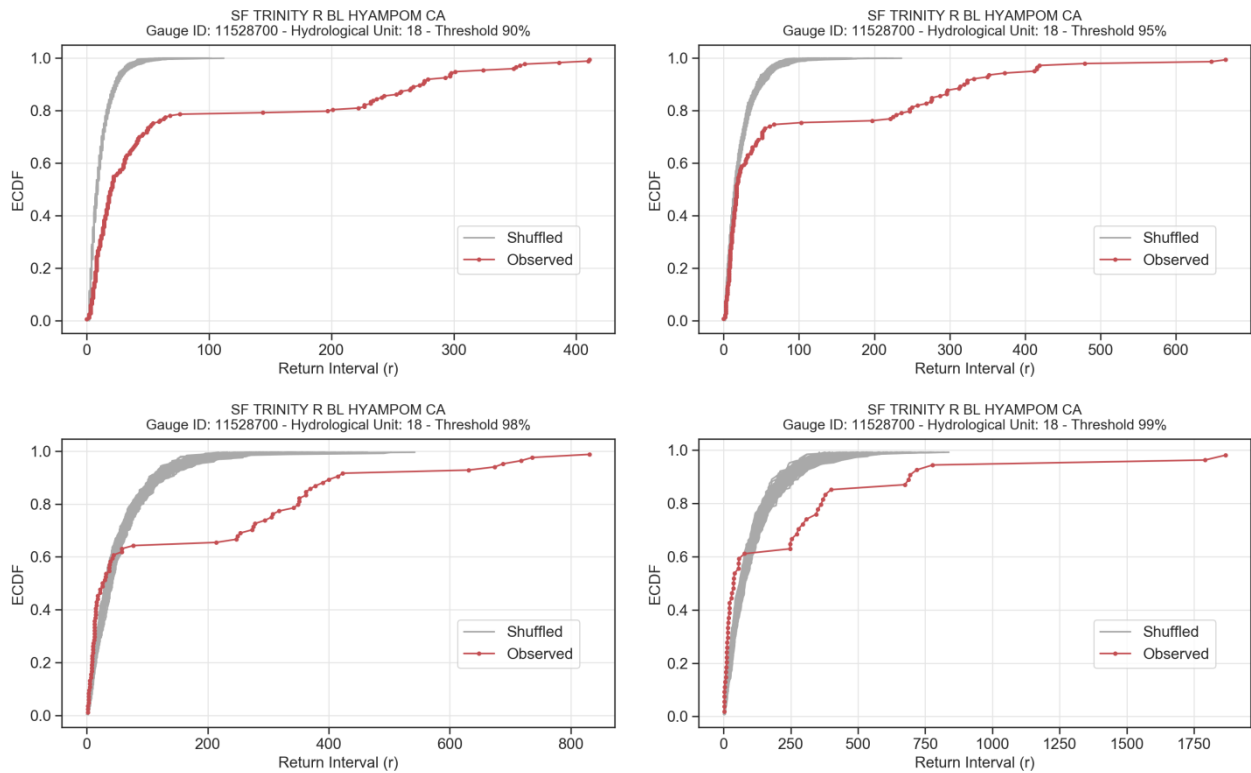 SF TRINITY R BL HYAMPOM CA
Gauge ID: 11528700 - Hydrological Unit: 18 - Threshold 90%
1.0
0.8
0.6
0.4
0.2
0.0
ECDF
Shuffled
Observed
0
100
200
300
400
Return Interval (r)
SF TRINITY R BL HYAMPOM CA
Gauge ID: 11528700 - Hydrological Unit: 18 - Threshold 95%
1.0
0.8
0.6
0.4
0.2
0.0
ECDF
Shuffled
Observed
0
100
200
300
400
500
600
Return Interval (r)
SF TRINITY R BL HYAMPOM CA
Gauge ID: 11528700 - Hydrological Unit: 18 - Threshold 98%
1.0
0.8
0.6
0.4
0.2
0.0
ECDF
Shuffled
Observed
0
200
400
600
800
Return Interval (r)
SF TRINITY R BL HYAMPOM CA
Gauge ID: 11528700 - Hydrological Unit: 18 - Threshold 99%
1.0
0.8
0.6
0.4
0.2
0.0
ECDF
Shuffled
Observed
0
250
500
750
1000
1250
1500
1750
Return Interval (r)